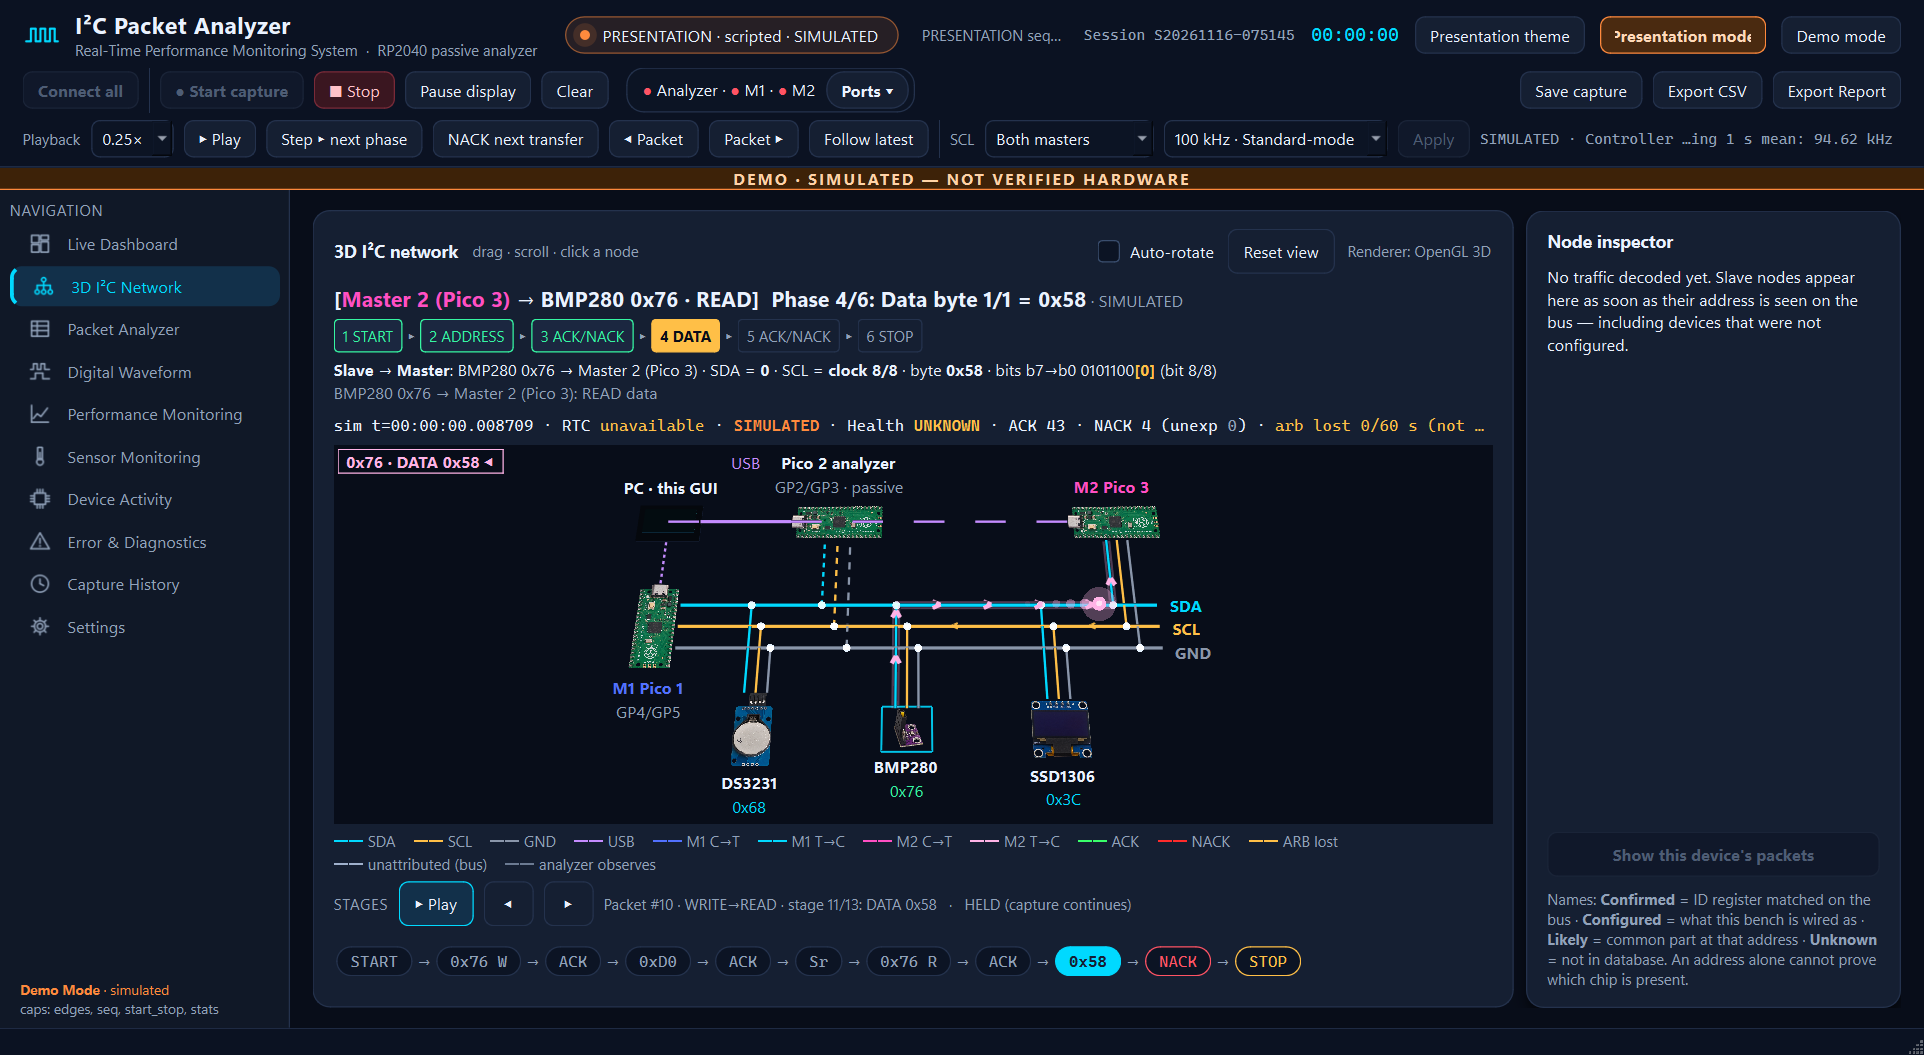 I²C Packet Analyzer
Real-Time Performance Monitoring System · RP2040 passive analyzer
PRESENTATION · scripted · SIMULATED
PRESENTATION seq…
Session S20261116-075145
00:00:00
Presentation theme
Presentation mode
Demo mode
Connect all
● Start capture
■ Stop
Pause display
Clear
● Analyzer · ● M1 · ● M2
Ports ▾
Save capture
Export CSV
Export Report
Playback
0.25×
▸ Play
Step ▸ next phase
NACK next transfer
◂ Packet
Packet ▸
Follow latest
SCL
Both masters
100 kHz · Standard-mode
Apply
SIMULATED · Controller …ing 1 s mean: 94.62 kHz
DEMO · SIMULATED — NOT VERIFIED HARDWARE
NAVIGATION
Live Dashboard
3D I²C Network
Packet Analyzer
Digital Waveform
Performance Monitoring
Sensor Monitoring
Device Activity
Error & Diagnostics
Capture History
Settings
Demo Mode · simulated
caps: edges, seq, start_stop, stats
3D I²C network
drag · scroll · click a node
Auto-rotate
Reset view
Renderer: OpenGL 3D
[Master 2 (Pico 3) → BMP280 0x76 · READ] Phase 4/6: Data byte 1/1 = 0x58 · SIMULATED
1 START ▸ 2 ADDRESS ▸ 3 ACK/NACK ▸ 4 DATA ▸ 5 ACK/NACK ▸ 6 STOP
Slave → Master: BMP280 0x76 → Master 2 (Pico 3) · SDA = 0 · SCL = clock 8/8 · byte 0x58 · bits b7→b0 0101100[0] (bit 8/8)
BMP280 0x76 → Master 2 (Pico 3): READ data
sim t=00:00:00.008709 · RTC unavailable · SIMULATED · Health UNKNOWN · ACK 43 · NACK 4 (unexp 0) · arb lost 0/60 s (not …
0x76 · DATA 0x58 ◂
USB
Pico 2 analyzer
GP2/GP3 · passive
PC · this GUI
M2 Pico 3
SDA
SCL
GND
M1 Pico 1
GP4/GP5
DS3231
0x68
BMP280
0x76
SSD1306
0x3C
SDA SCL GND USB M1 C→T M1 T→C M2 C→T M2 T→C ACK NACK ARB lost
unattributed (bus) analyzer observes
STAGES
▸ Play
◂
▸
Packet #10 · WRITE→READ · stage 11/13: DATA 0x58 · HELD (capture continues)
START → 0x76 W → ACK → 0xD0 → ACK → Sr → 0x76 R → ACK → 0x58 → NACK → STOP
Node inspector
No traffic decoded yet. Slave nodes appear
here as soon as their address is seen on the
bus — including devices that were not
configured.
Show this device's packets
Names: Confirmed = ID register matched on the
bus · Configured = what this bench is wired as ·
Likely = common part at that address · Unknown
= not in database. An address alone cannot prove
which chip is present.